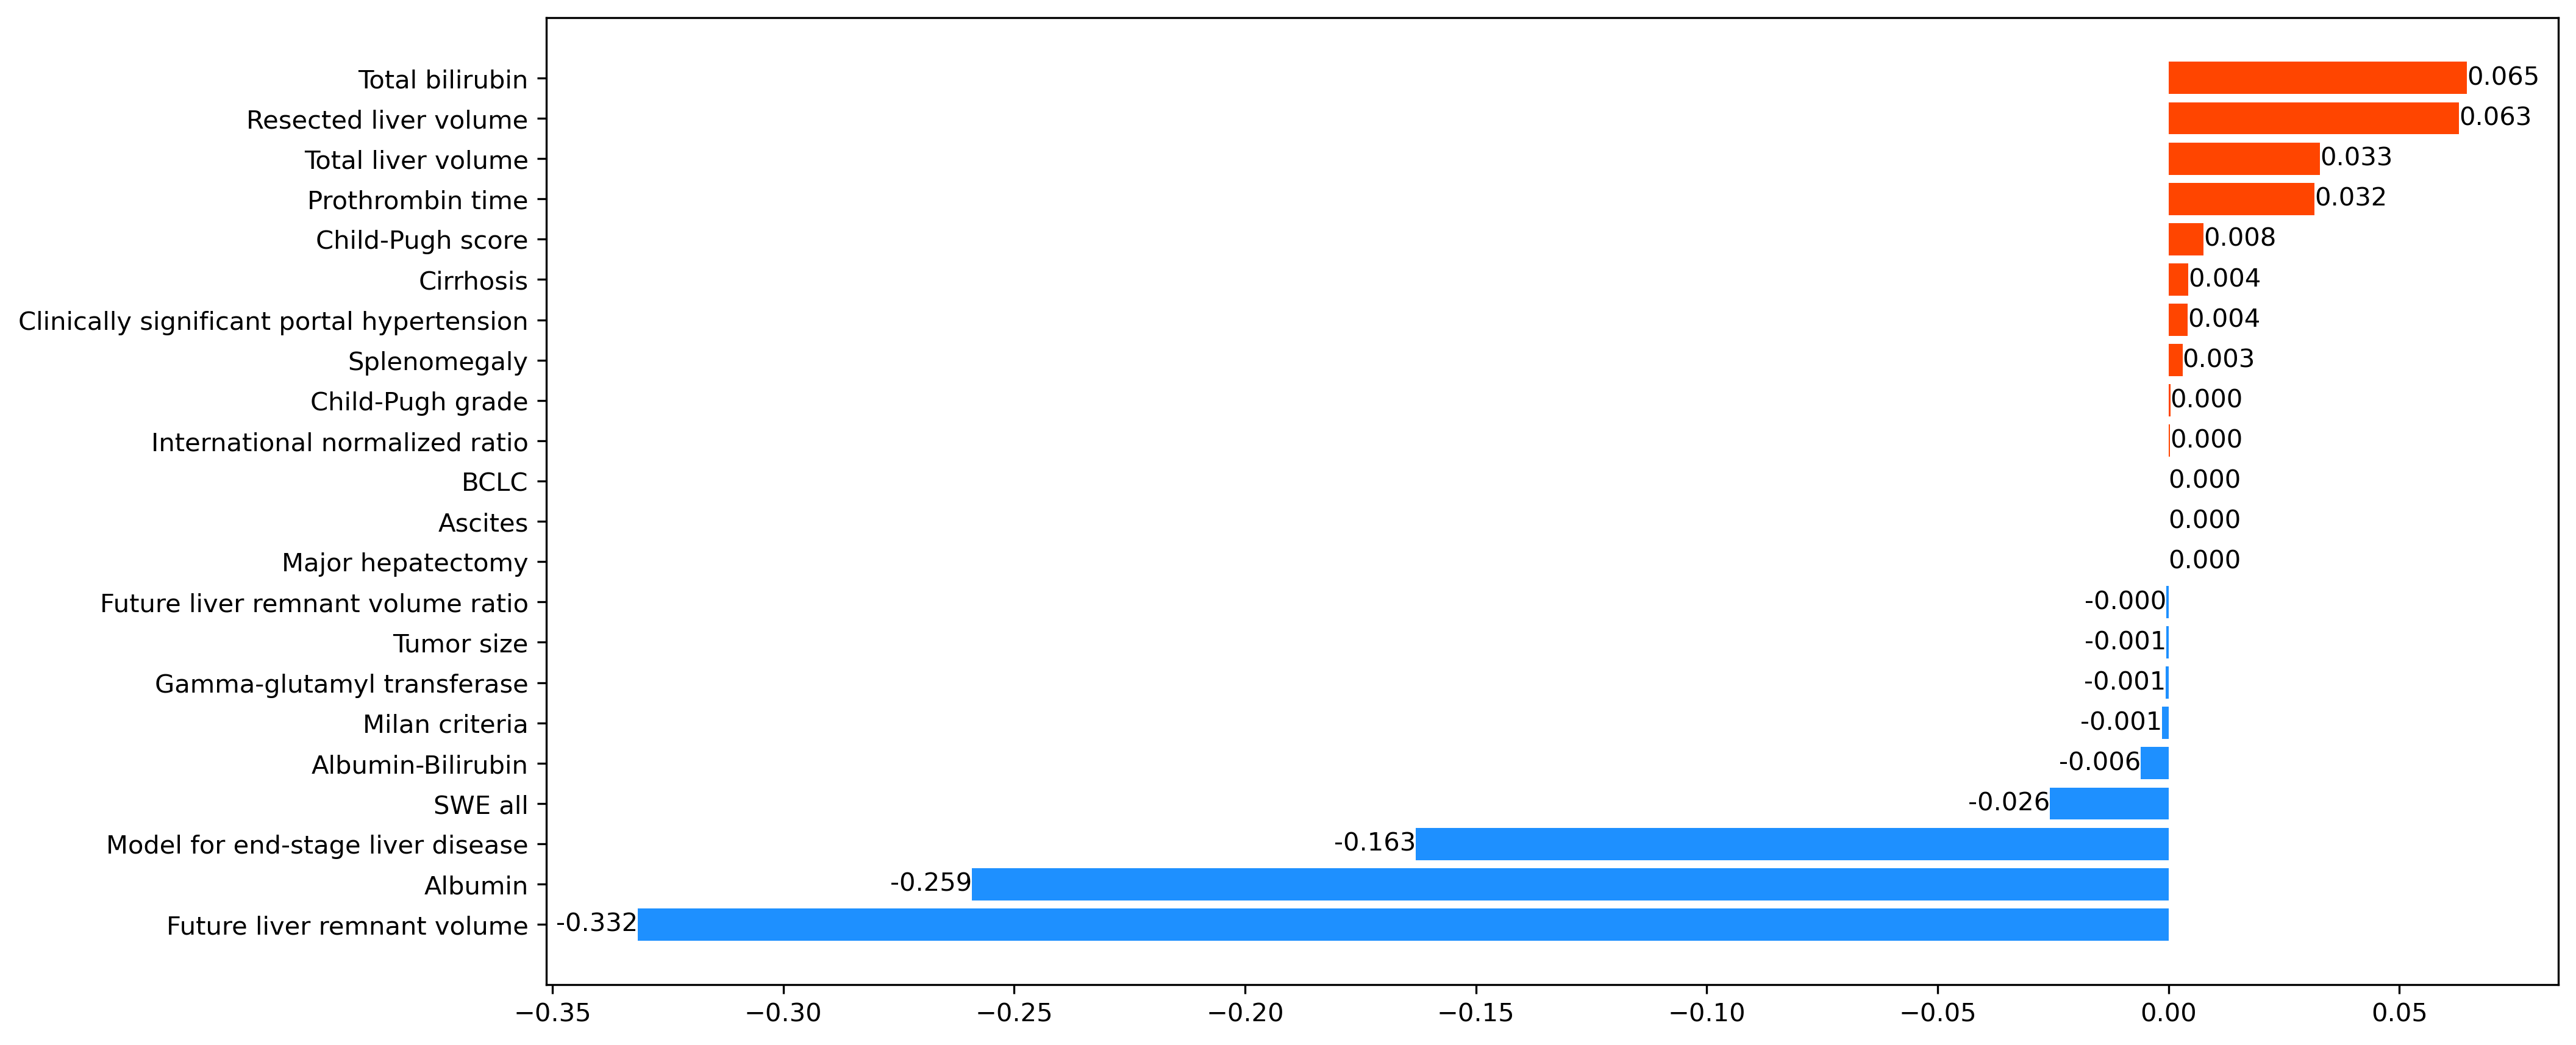 Total bilirubin 0.065
Resected liver volume 0.063
Total liver volume 0.033
Prothrombin time 0.032
Child-Pugh score 0.008
Cirrhosis 0.004
Clinically significant portal hypertension 0.004
Splenomegaly 0.003
Child-Pugh grade 0.000
International normalized ratio 0.000
BCLC 0.000
Ascites 0.000
Major hepatectomy 0.000
Future liver remnant volume ratio -0.000
Tumor size -0.001
Gamma-glutamyl transferase -0.001
Milan criteria -0.001
Albumin-Bilirubin -0.006
SWE all -0.026
Model for end-stage liver disease -0.163
Albumin -0.259
Future liver remnant volume -0.332
−0.35 −0.30 −0.25 −0.20 −0.15 −0.10 −0.05 0.00 0.05